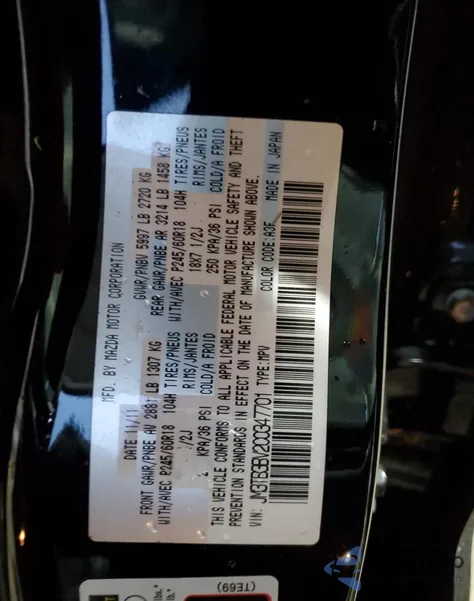 MFD. BY MAZDA MOTOR CORPORATION
DATE 11/11 GVWR/PNBV 5997 LB 2720 KG
FRONT GAWR/PNBE AV 2881 LB 1307 KG REAR GAWR/PNBE AR 3214 LB 1458 KG
WITH/AVEC P245/60R18 104H TIRES/PNEUS WITH/AVEC P245/60R18 104H TIRES/PNEUS
/2J RIMS/JANTES 18X7 1/2J RIMS/JANTES
KPA/36 PSI COLD/A FROID 250 KPA/36 PSI COLD/A FROID
THIS VEHICLE CONFORMS TO ALL APPLICABLE FEDERAL MOTOR VEHICLE SAFETY AND THEFT
PREVENTION STANDARDS IN EFFECT ON THE DATE OF MANUFACTURE SHOWN ABOVE.
VIN: JM3TB3BV2C0347701 TYPE:MPV COLOR CODE:A3F MADE IN JAPAN
(TE69)